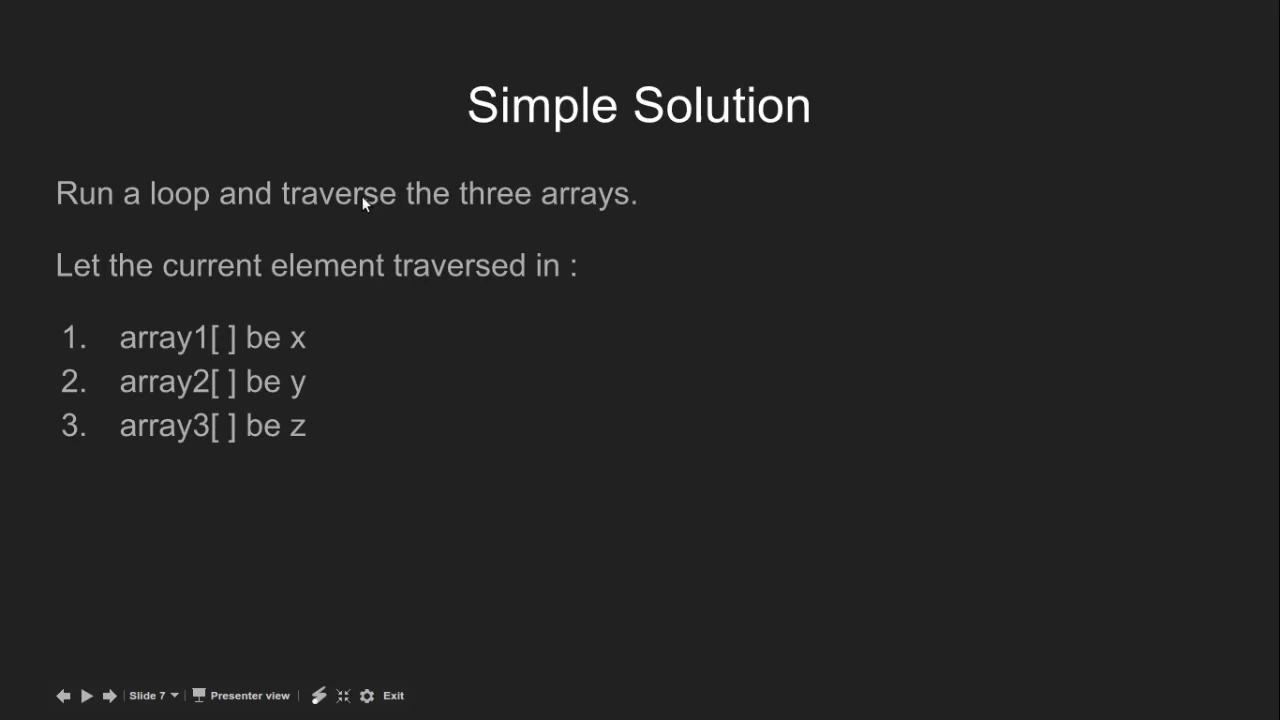 Simple Solution
Run a loop and traverse the three arrays.
Let the current element traversed in :
1. array1[ ] be x
2. array2[ ] be y
3. array3[ ] be z
Slide 7 Presenter view Exit